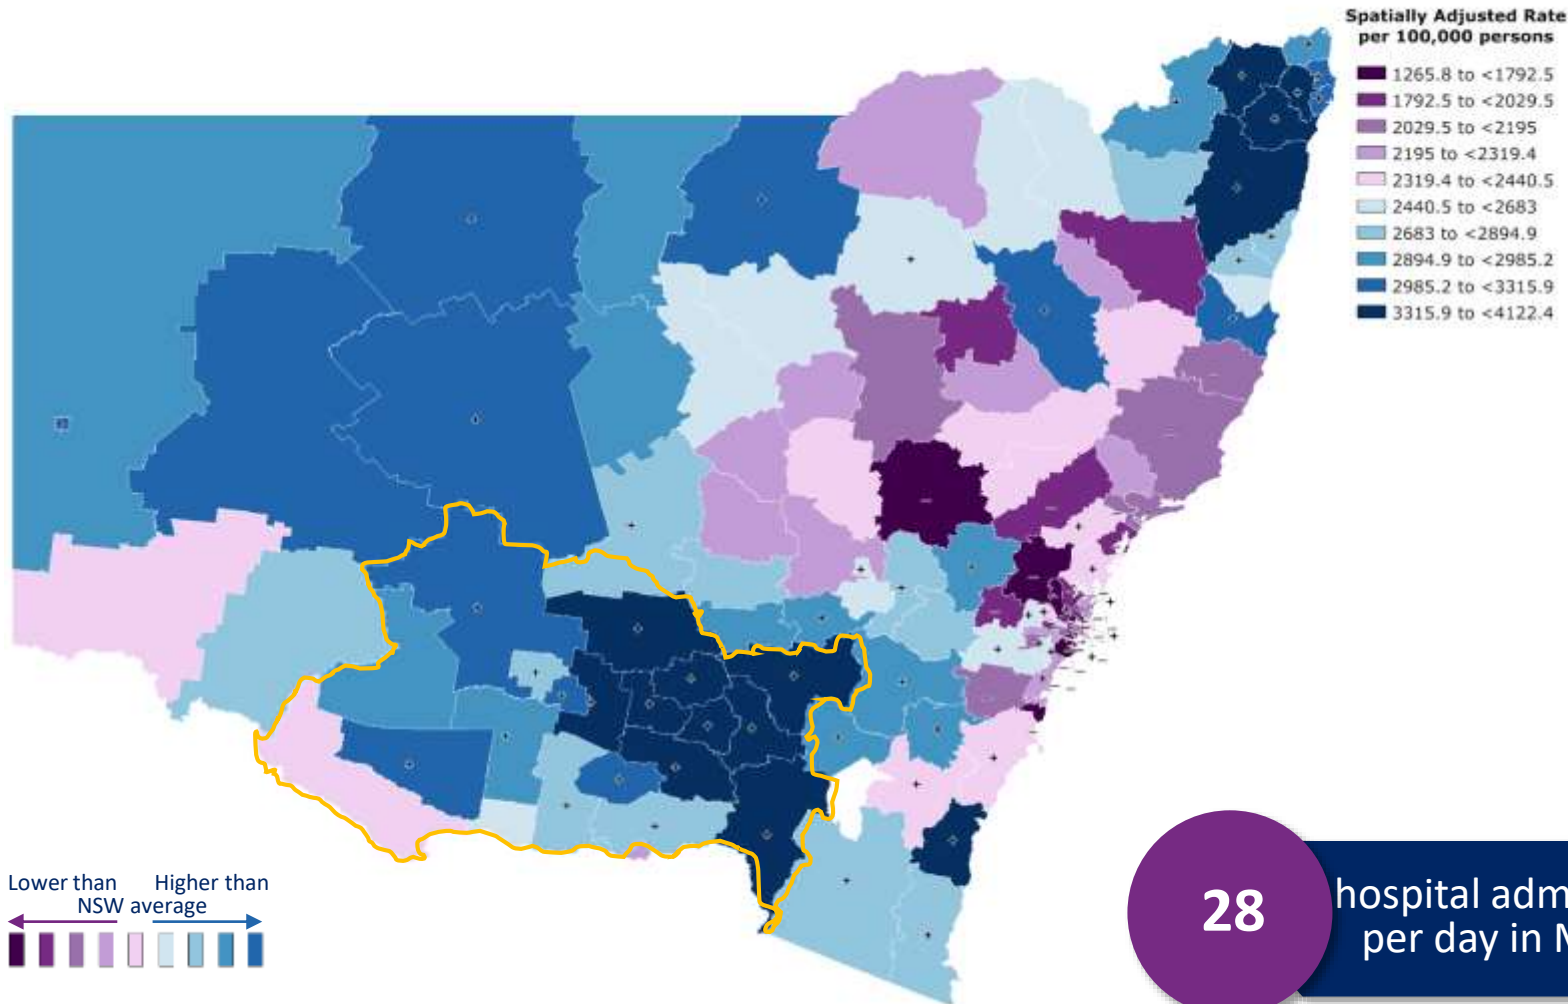 Spatially Adjusted Rate
per 100,000 persons
1265.8 to <1792.5
1792.5 to <2029.5
2029.5 to <2195
2195 to <2319.4
2319.4 to <2440.5
2440.5 to <2683
2683 to <2894.9
2894.9 to <2985.2
2985.2 to <3315.9
3315.9 to <4122.4
Lower than Higher than
NSW average
28
hospital adm
per day in M